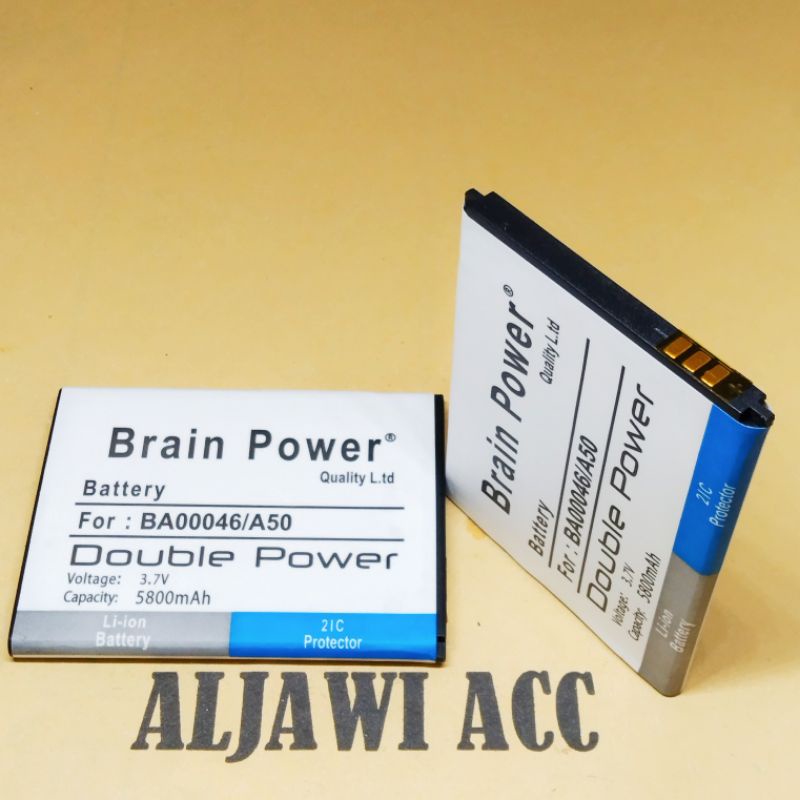 Brain Power®
Quality L.td
Battery
For : BA00046/A50
Double Power
Voltage: 3.7V
Capacity: 5800mAh
Li-ion
Battery
2IC
Protector
Brain Power®
Quality L.td
Battery
For : BA00046/A50
Double Power
Voltage: 3.7V
Capacity: 5800mAh
Li-ion
Battery
2IC
Protector
ALJAWI ACC